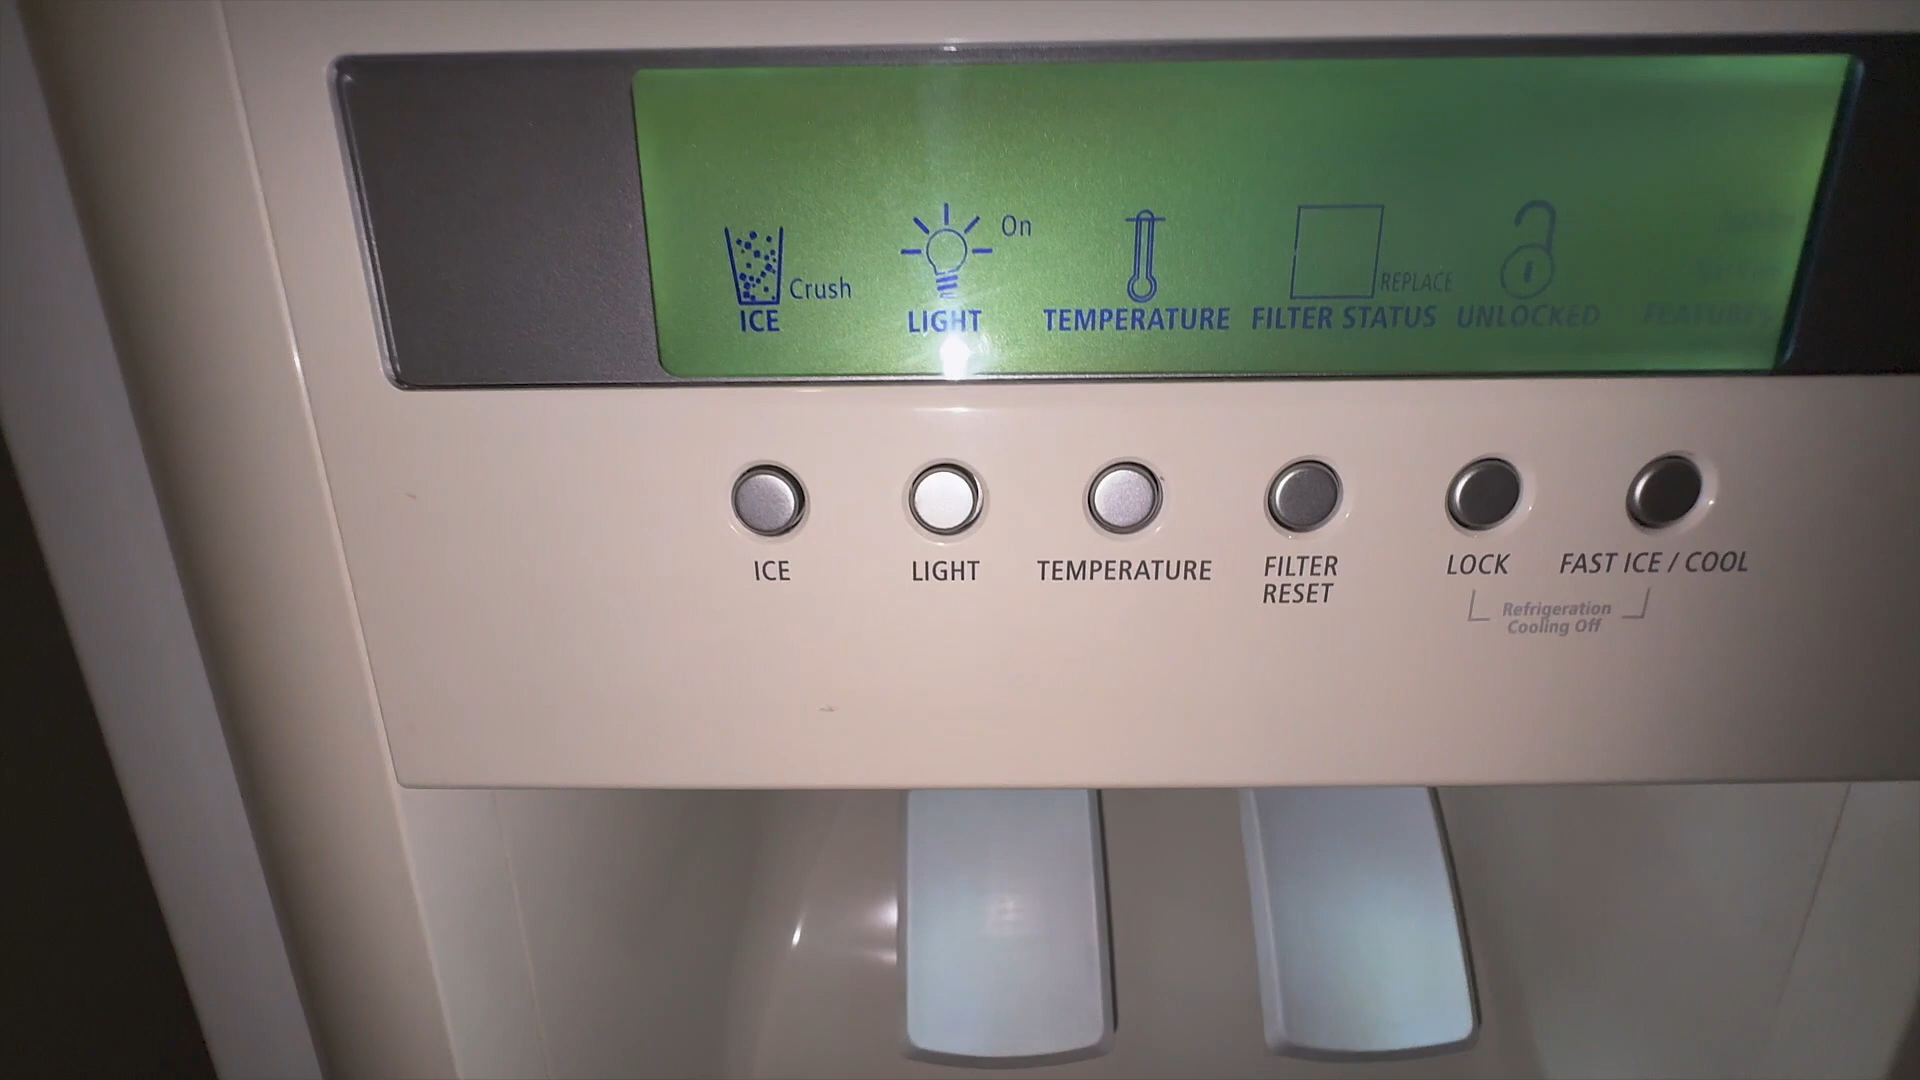 On
Crush
REPLACE
ICE
LIGHT
TEMPERATURE
FILTER STATUS
UNLOCKED
FEATURES
ICE
LIGHT
TEMPERATURE
FILTER
RESET
LOCK
FAST ICE / COOL
Refrigeration
Cooling Off